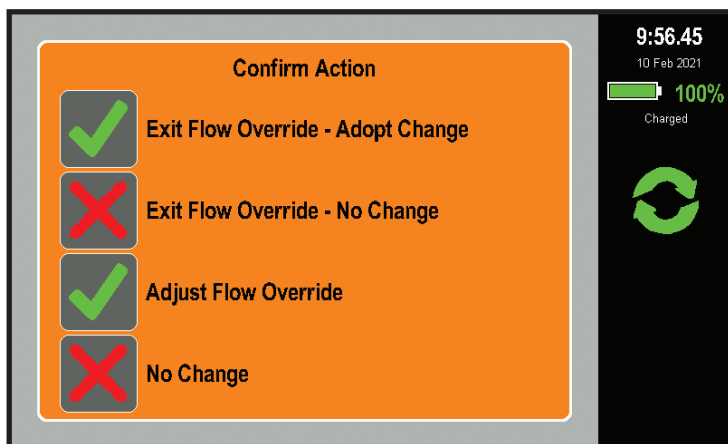 Confirm Action
Exit Flow Override - Adopt Change
Exit Flow Override - No Change
Adjust Flow Override
No Change
9:56.45
10 Feb 2021
100%
Charged